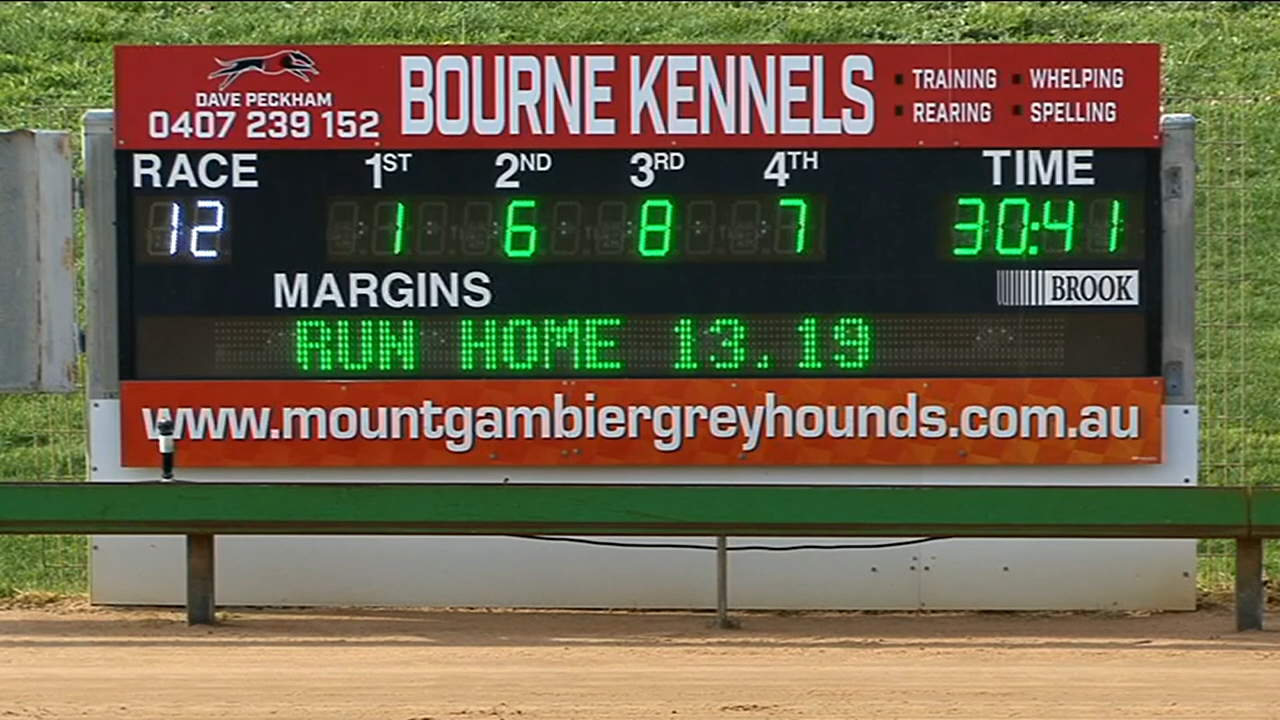 BOURNE KENNELS
DAVE PECKHAM
0407 239 152
TRAINING WHELPING
REARING SPELLING
RACE 1ST 2ND 3RD 4TH TIME
12 1 6 8 7 30:41
MARGINS
BROOK
RUN HOME 13.19
www.mountgambiergreyhounds.com.au